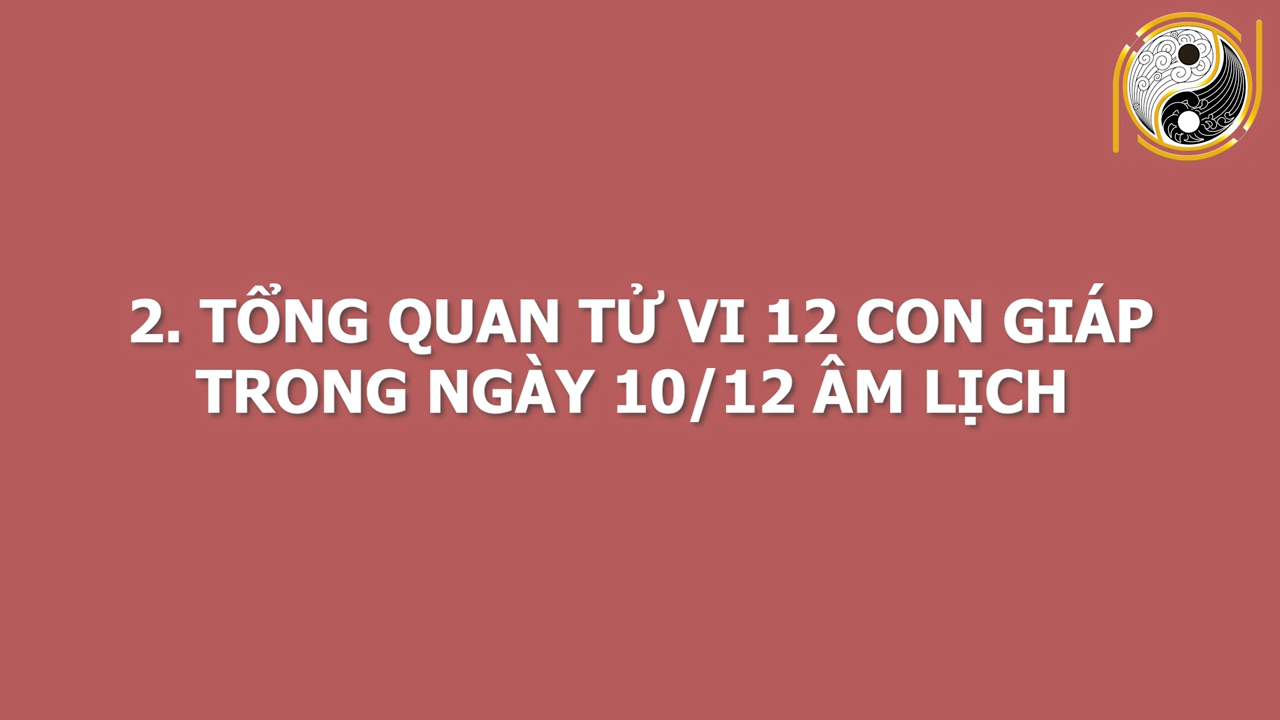 2. TỔNG QUAN TỬ VI 12 CON GIÁP
TRONG NGÀY 10/12 ÂM LỊCH